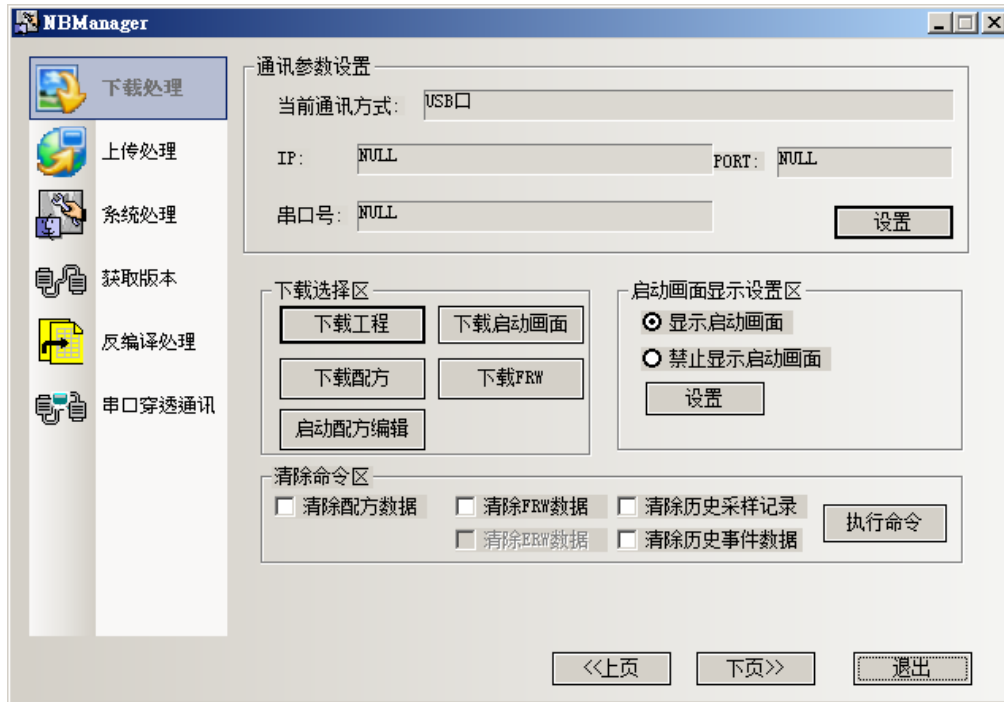 NBManager
下载处理
上传处理
系统处理
获取版本
反编译处理
串口穿透通讯
通讯参数设置
当前通讯方式: USB口
IP: NULL PORT: NULL
串口号: NULL 设置
下载选择区
下载工程 下载启动画面
下载配方 下载FRW
启动配方编辑
启动画面显示设置区
显示启动画面
禁止显示启动画面
设置
清除命令区
清除配方数据 清除FRW数据 清除历史采样记录
清除ERW数据 清除历史事件数据
执行命令
<<上页 下页>> 退出